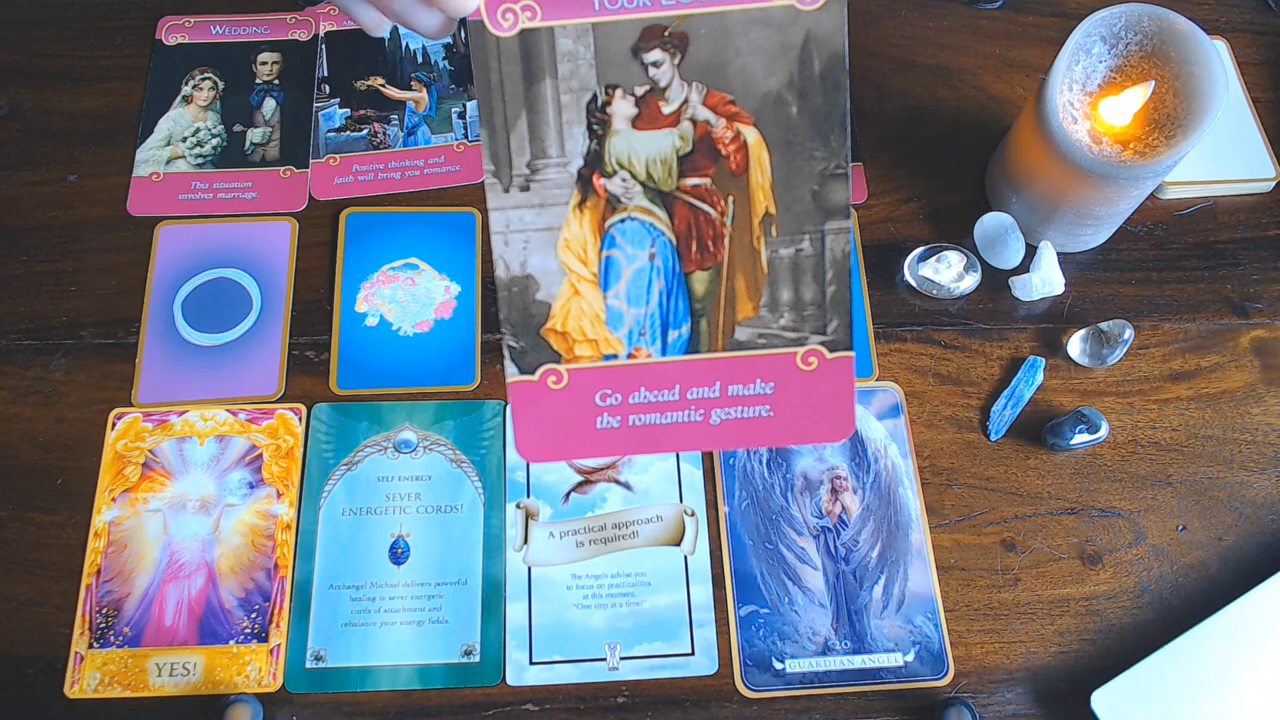 WEDDING
This situation
involves marriage.
Positive thinking and
faith will bring you romance.
YOUR
Go ahead and make
the romantic gesture.
YES!
SELF ENERGY
SEVER
ENERGETIC CORDS!
Archangel Michael delivers powerful
healing to sever energetic
cords of attachment and
rebalance your energy fields.
A practical approach
is required!
The Angels advise you
to focus on practicalities
at this moment.
"One step at a time!"
20
GUARDIAN ANGEL